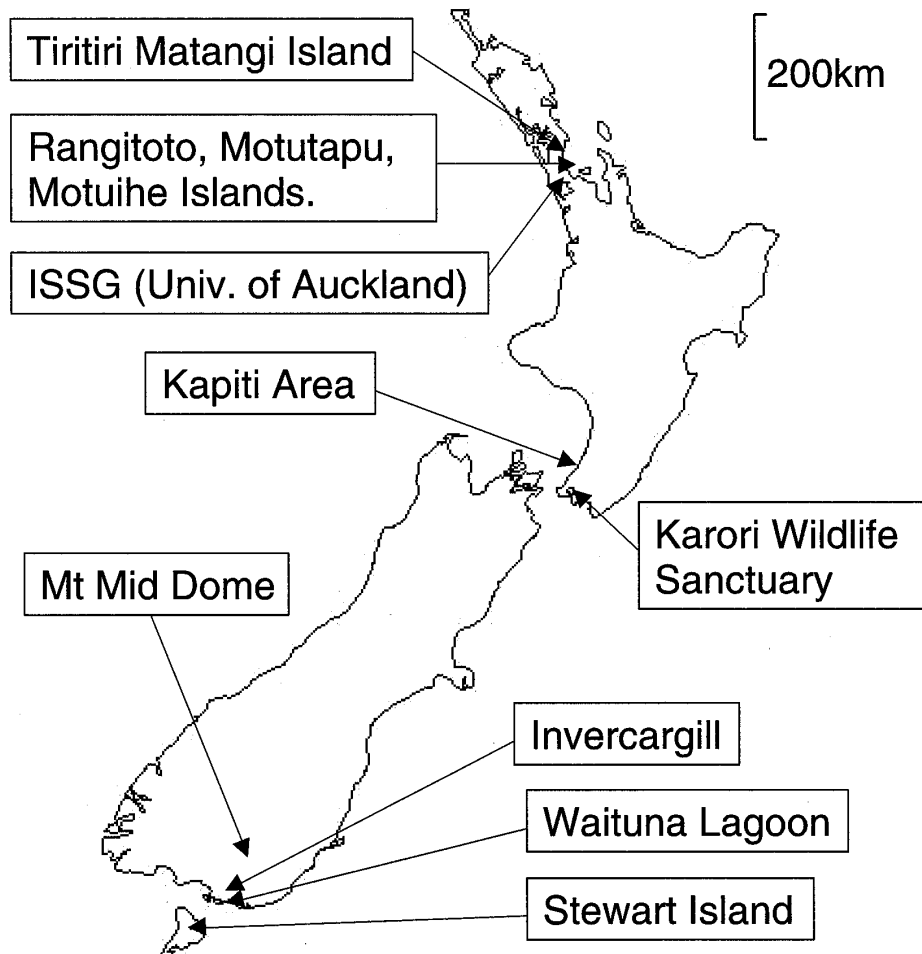 Tiritiri Matangi Island
200km
Rangitoto, Motutapu,
Motuihe Islands.
ISSG (Univ. of Auckland)
Kapiti Area
Karori Wildlife
Sanctuary
Mt Mid Dome
Invercargill
Waituna Lagoon
Stewart Island